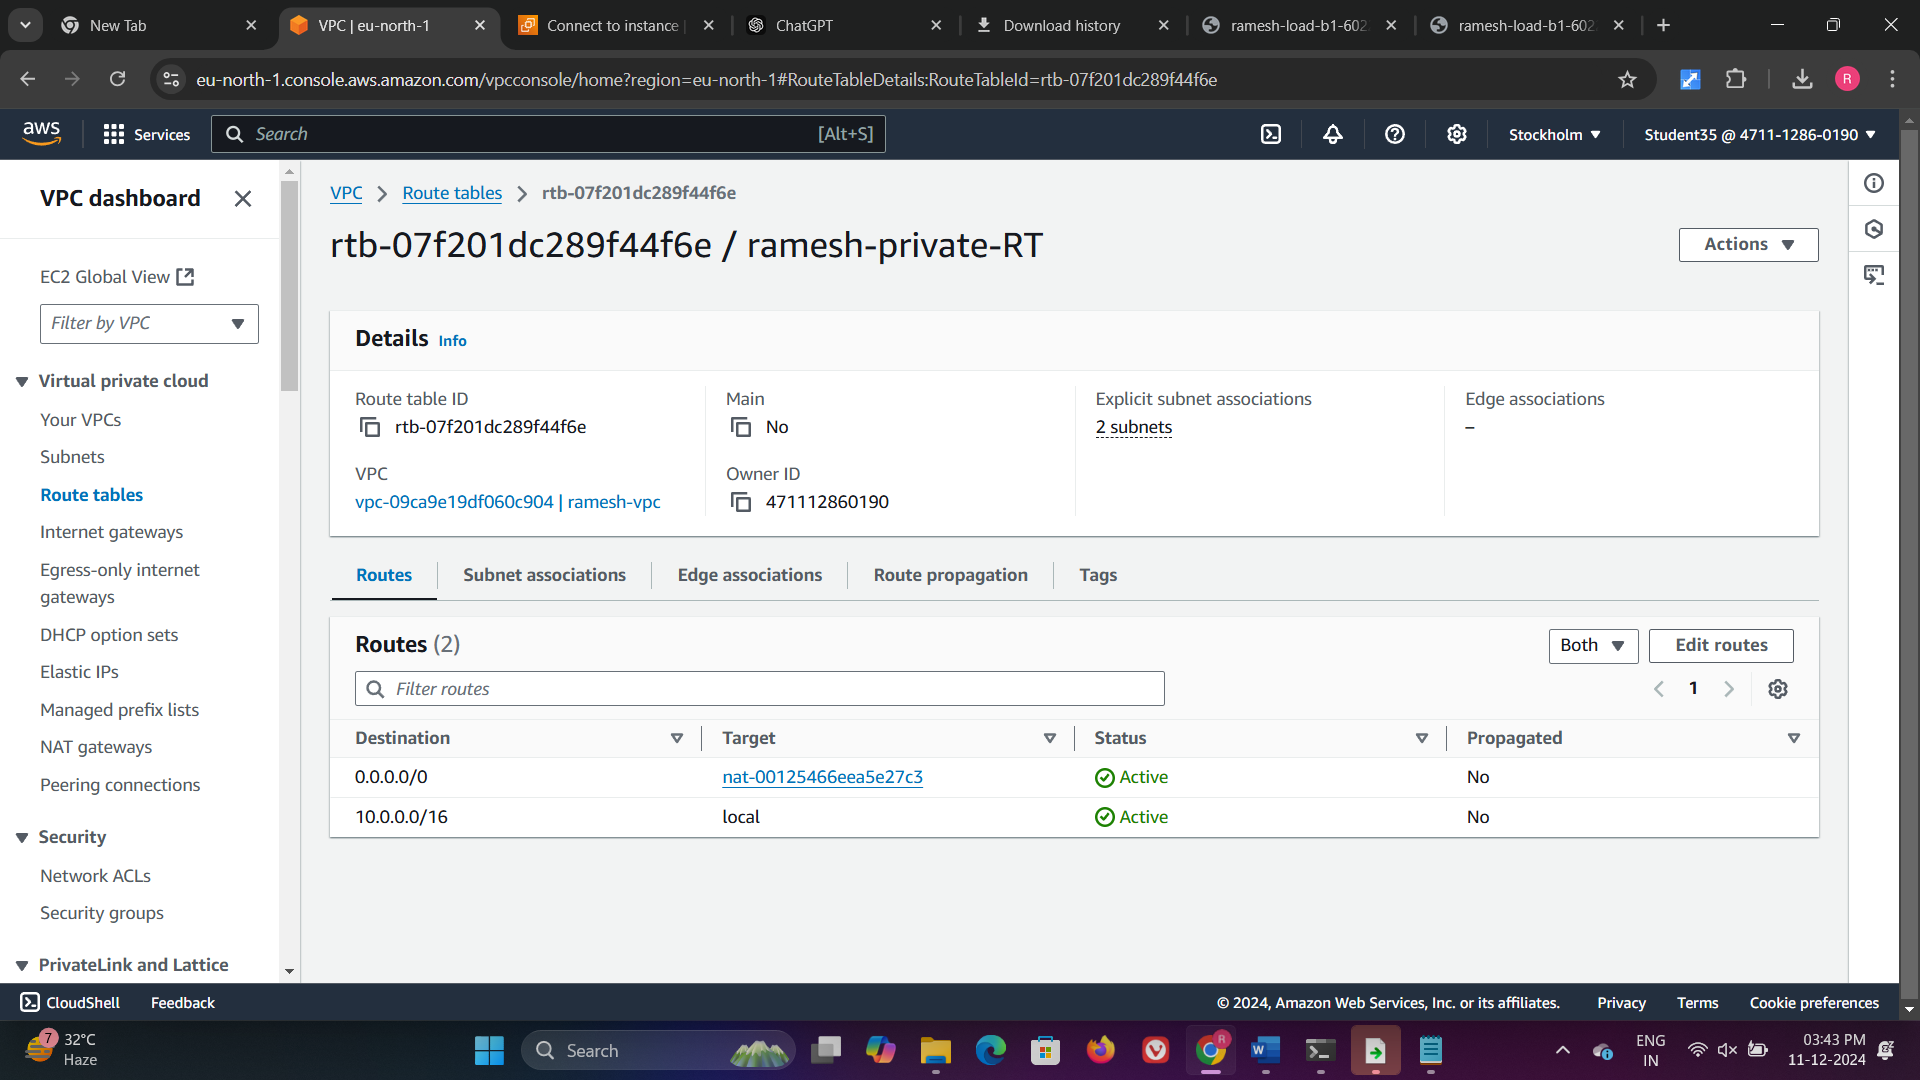 New Tab
VPC | eu-north-1
Connect to instance
ChatGPT
Download history
ramesh-load-b1-602
ramesh-load-b1-602
eu-north-1.console.aws.amazon.com/vpcconsole/home?region=eu-north-1#RouteTableDetails:RouteTableId=rtb-07f201dc289f44f6e
R
aws
Services
Search
[Alt+S]
Stockholm
Student35 @ 4711-1286-0190
VPC dashboard
EC2 Global View
Filter by VPC
Virtual private cloud
Your VPCs
Subnets
Route tables
Internet gateways
Egress-only internet
gateways
DHCP option sets
Elastic IPs
Managed prefix lists
NAT gateways
Peering connections
Security
Network ACLs
Security groups
PrivateLink and Lattice
VPC
Route tables
rtb-07f201dc289f44f6e
rtb-07f201dc289f44f6e / ramesh-private-RT
Actions
Details Info
Route table ID
rtb-07f201dc289f44f6e
Main
No
Explicit subnet associations
2 subnets
Edge associations
–
VPC
vpc-09ca9e19df060c904 | ramesh-vpc
Owner ID
471112860190
Routes
Subnet associations
Edge associations
Route propagation
Tags
Routes (2)
Both
Edit routes
Filter routes
1
Destination Target Status Propagated
0.0.0.0/0 nat-00125466eea5e27c3 Active No
10.0.0.0/16 local Active No
CloudShell
Feedback
© 2024, Amazon Web Services, Inc. or its affiliates.
Privacy
Terms
Cookie preferences
7
32°C
Haze
Search
R
W
ENG
IN
03:43 PM
11-12-2024